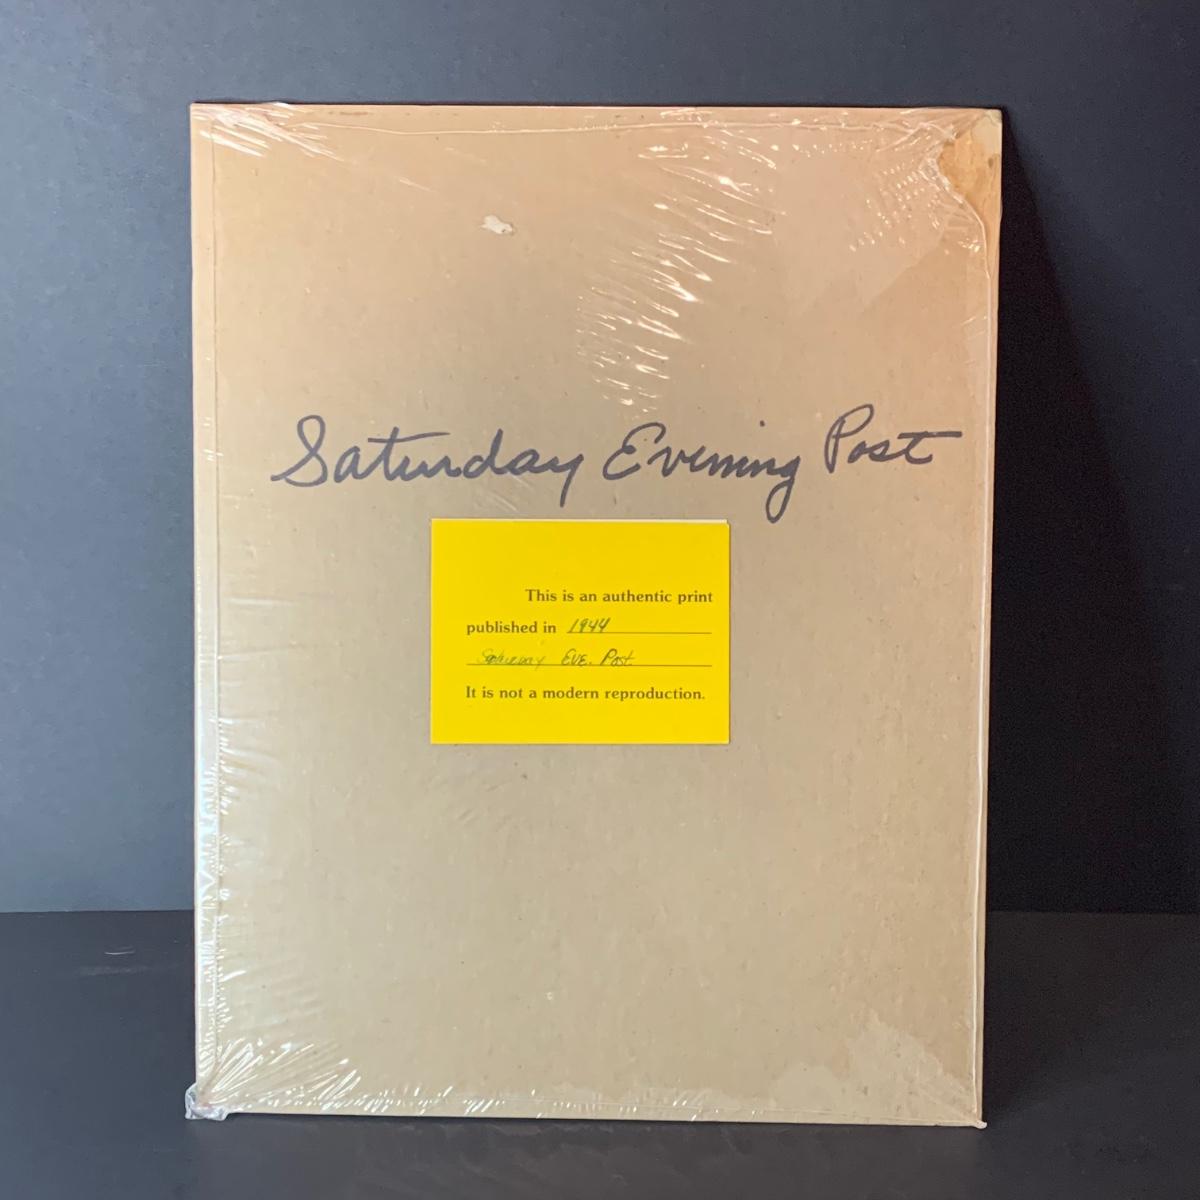 Saturday Evening Post
This is an authentic print
published in 1944
Saturday EVE. Post
It is not a modern reproduction.